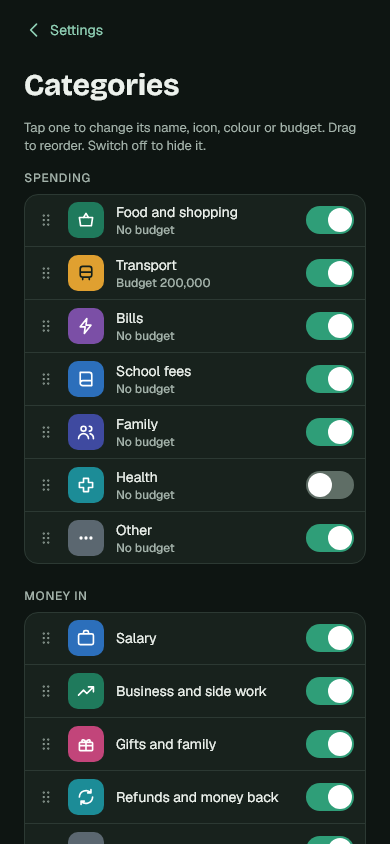 Settings
Categories
Tap one to change its name, icon, colour or budget. Drag
to reorder. Switch off to hide it.
SPENDING
Food and shopping
No budget
Transport
Budget 200,000
Bills
No budget
School fees
No budget
Family
No budget
Health
No budget
Other
No budget
MONEY IN
Salary
Business and side work
Gifts and family
Refunds and money back